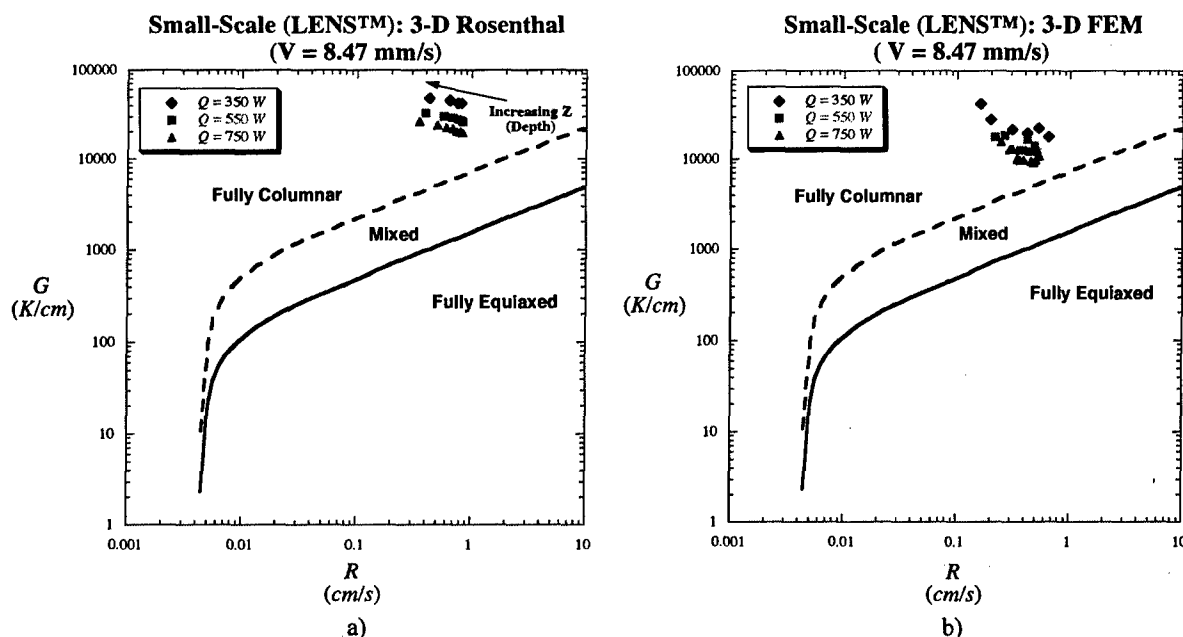 Small-Scale (LENS™): 3-D Rosenthal
(V = 8.47 mm/s)
100000
10000
1000
100
10
1
G
(K/cm)
Q = 350 W
Q = 550 W
Q = 750 W
Increasing Z
(Depth)
Fully Columnar
Mixed
Fully Equiaxed
0.001
0.01
0.1
1
10
R
(cm/s)
a)
Small-Scale (LENS™): 3-D FEM
( V = 8.47 mm/s)
100000
10000
1000
100
10
1
G
(K/cm)
Q = 350 W
Q = 550 W
Q = 750 W
Fully Columnar
Mixed
Fully Equiaxed
0.001
0.01
0.1
1
10
R
(cm/s)
b)